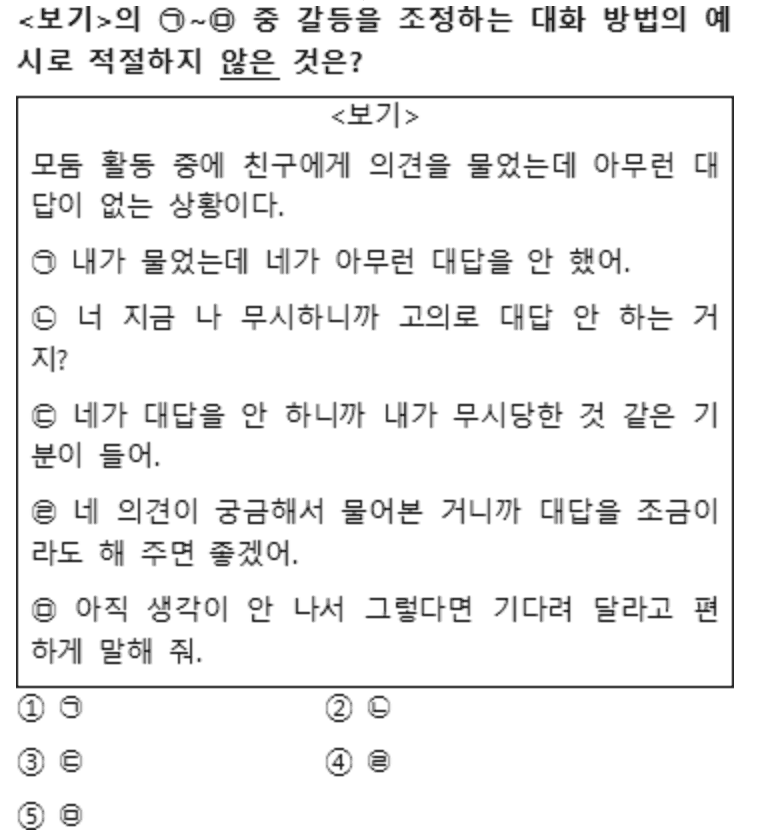 <보기>의 ㉠~㉤ 중 갈등을 조정하는 대화 방법의 예
시로 적절하지 않은 것은?
<보기>
모둠 활동 중에 친구에게 의견을 물었는데 아무런 대
답이 없는 상황이다.
㉠ 내가 물었는데 네가 아무런 대답을 안 했어.
㉡ 너 지금 나 무시하니까 고의로 대답 안 하는 거
지?
㉢ 네가 대답을 안 하니까 내가 무시당한 것 같은 기
분이 들어.
㉣ 네 의견이 궁금해서 물어본 거니까 대답을 조금이
라도 해 주면 좋겠어.
㉤ 아직 생각이 안 나서 그렇다면 기다려 달라고 편
하게 말해 줘.
① ㉠ ② ㉡
③ ㉢ ④ ㉣
⑤ ㉤